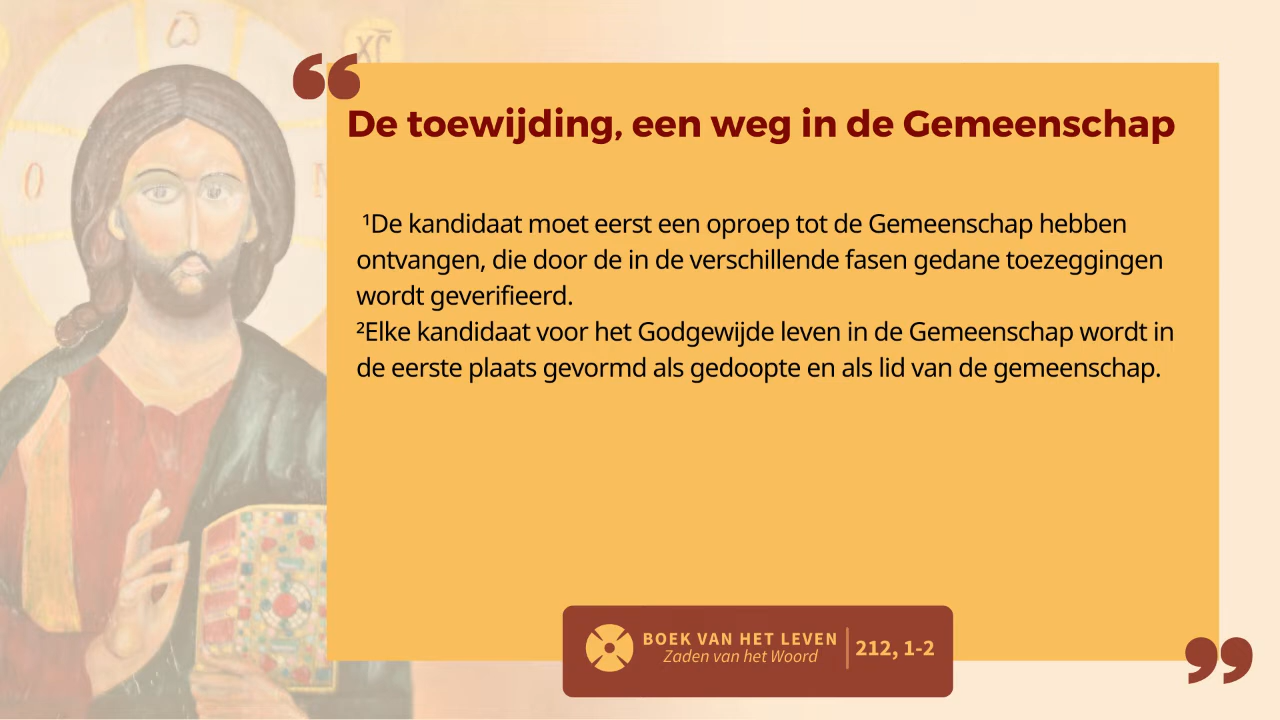 Ѽ
ΧC
Ο
“
De toewijding, een weg in de Gemeenschap
¹De kandidaat moet eerst een oproep tot de Gemeenschap hebben
ontvangen, die door de in de verschillende fasen gedane toezeggingen
wordt geverifieerd.
²Elke kandidaat voor het Godgewijde leven in de Gemeenschap wordt in
de eerste plaats gevormd als gedoopte en als lid van de gemeenschap.
BOEK VAN HET LEVEN
Zaden van het Woord
212, 1-2
”